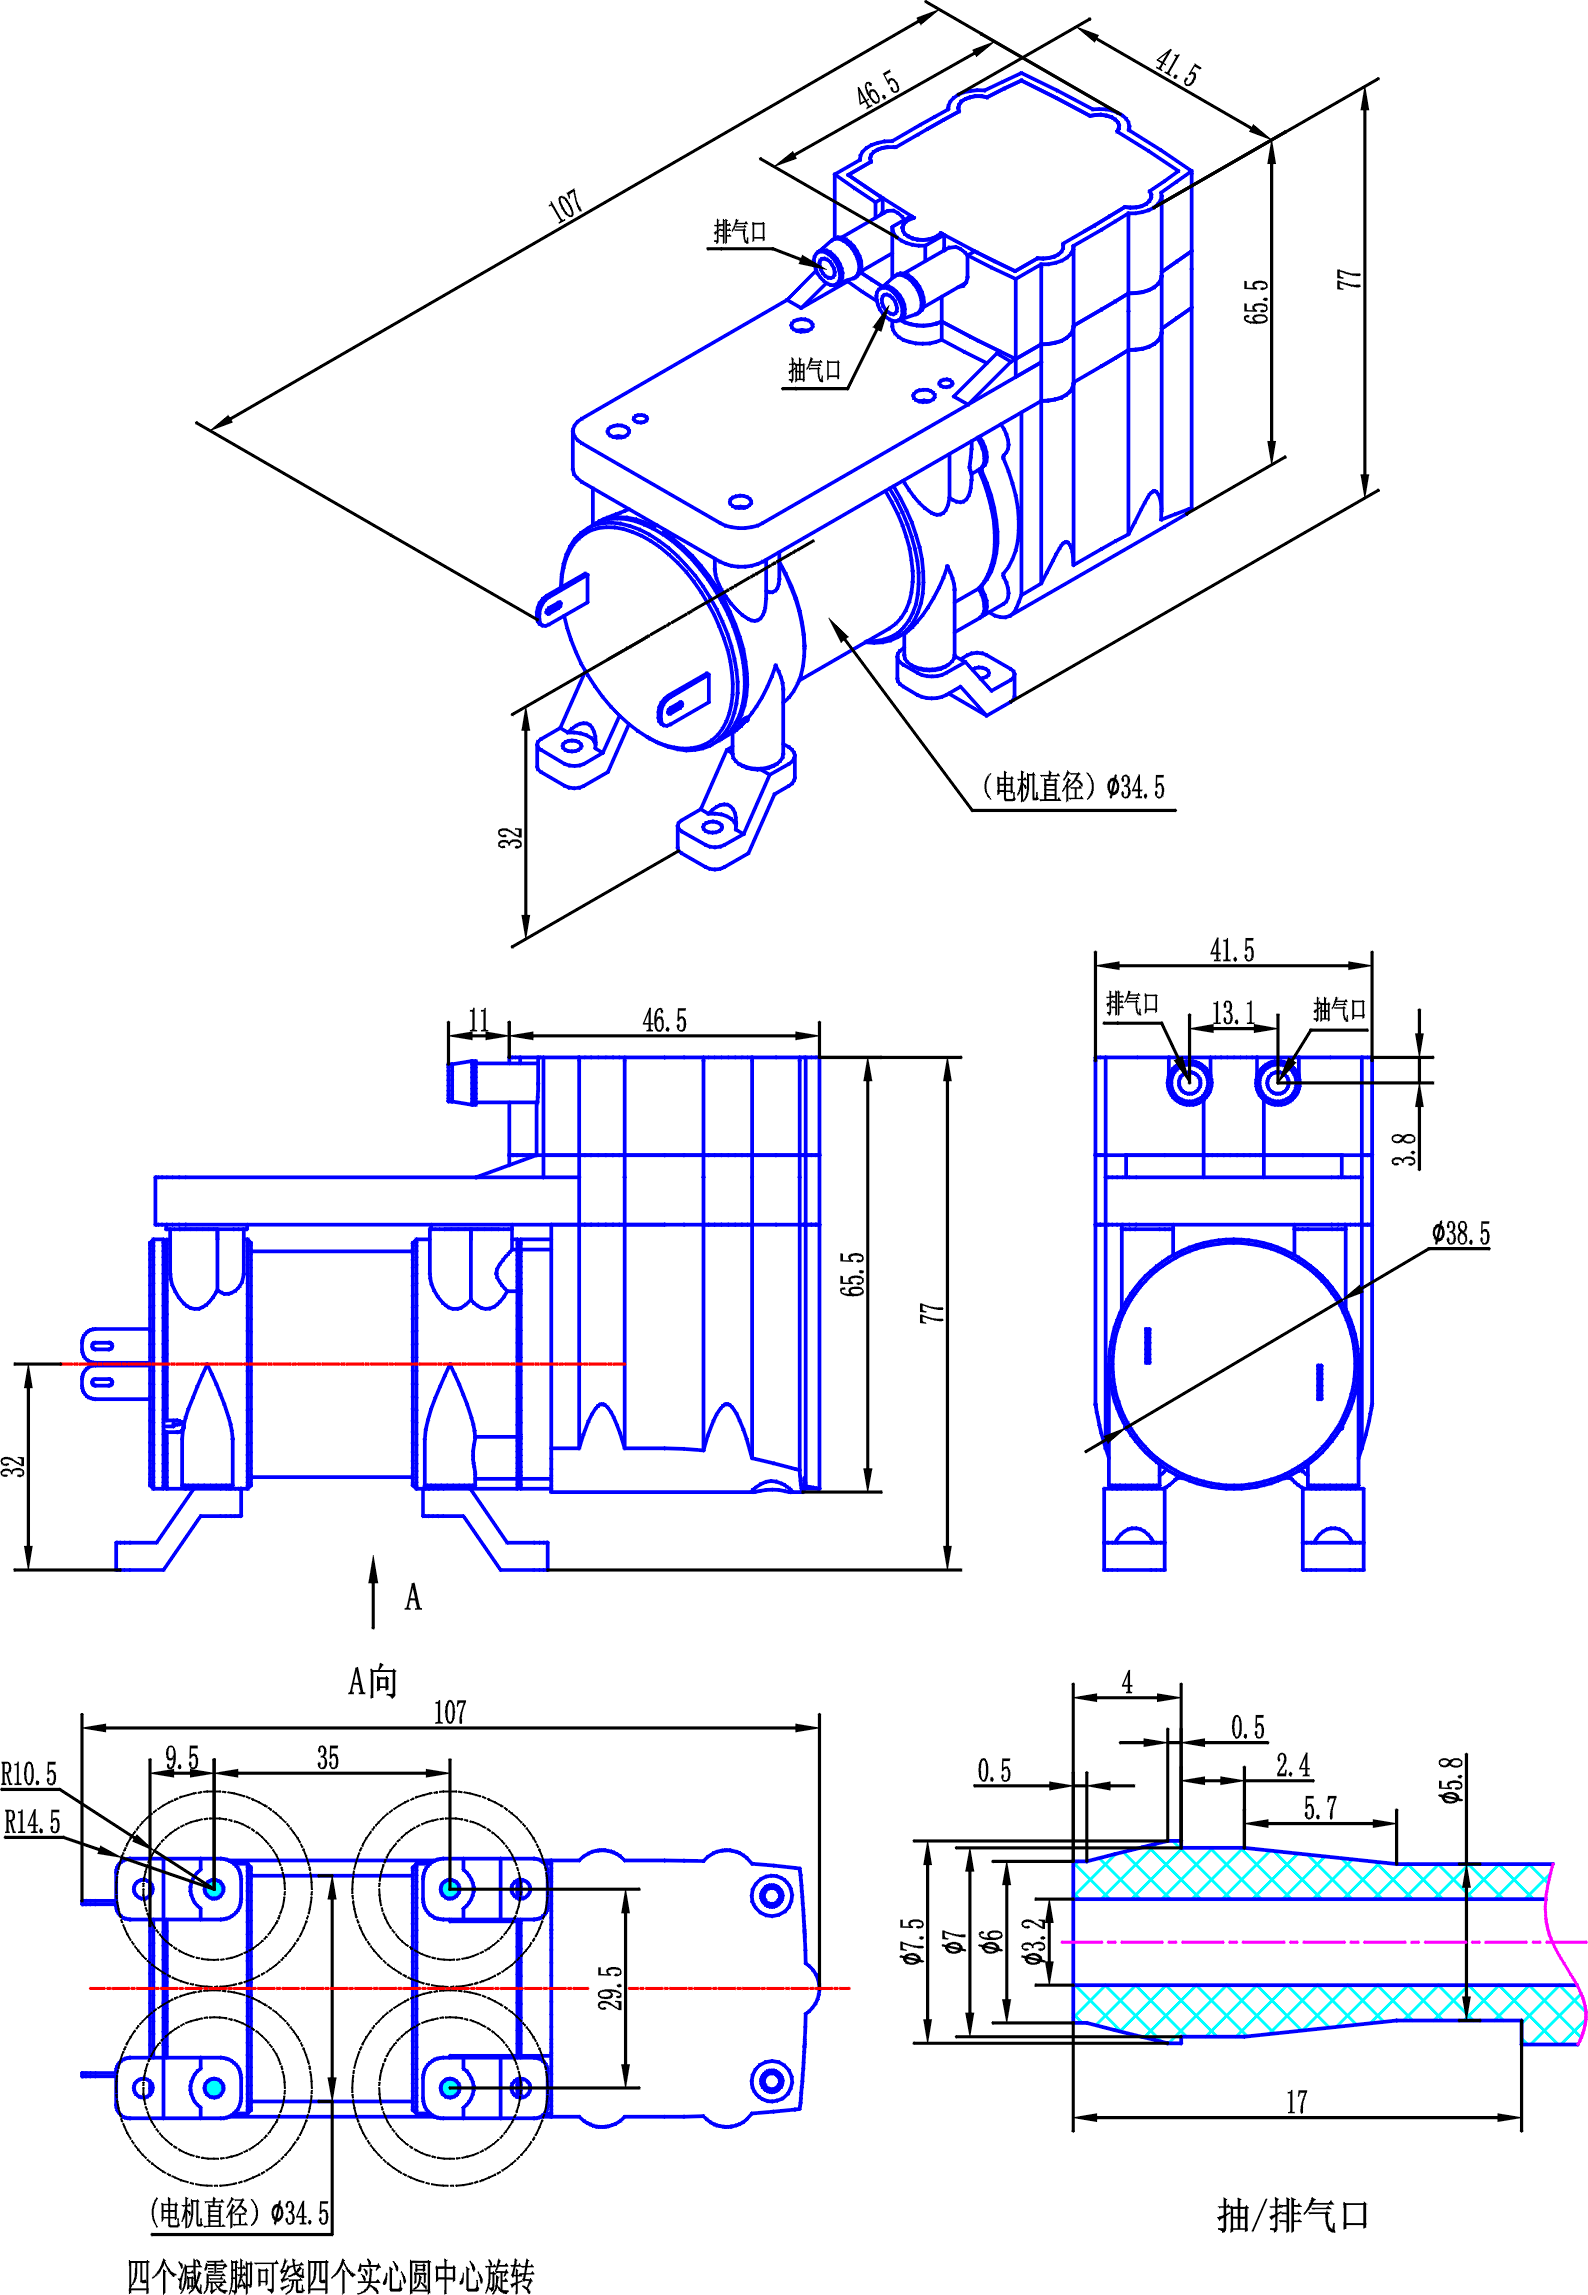 107
46.5
41.5
排气口
抽气口
65.5
77
32
(电机直径) ϕ34.5
11
46.5
65.5
77
32
A
41.5
排气口
13.1
抽气口
3.8
ϕ38.5
A向
107
9.5
35
R10.5
R14.5
29.5
(电机直径) ϕ34.5
四个减震脚可绕四个实心圆中心旋转
4
0.5
0.5
2.4
5.7
ϕ5.8
ϕ7.5
ϕ7
ϕ6
ϕ3.2
17
抽/排气口